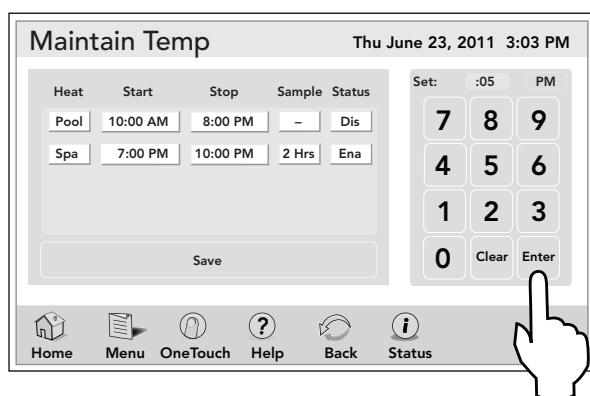 Maintain Temp Thu June 23, 2011 3:03 PM
Heat Start Stop Sample Status
Pool 10:00 AM 8:00 PM – Dis
Spa 7:00 PM 10:00 PM 2 Hrs Ena
Save
Set: :05 PM
7 8 9
4 5 6
1 2 3
0 Clear Enter
Home Menu OneTouch Help Back Status